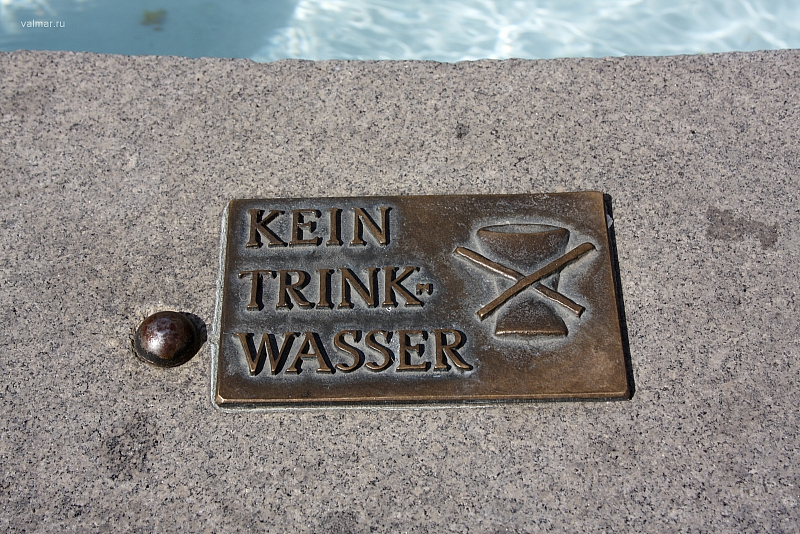 valmar.ru
KEIN
TRINK-
WASSER